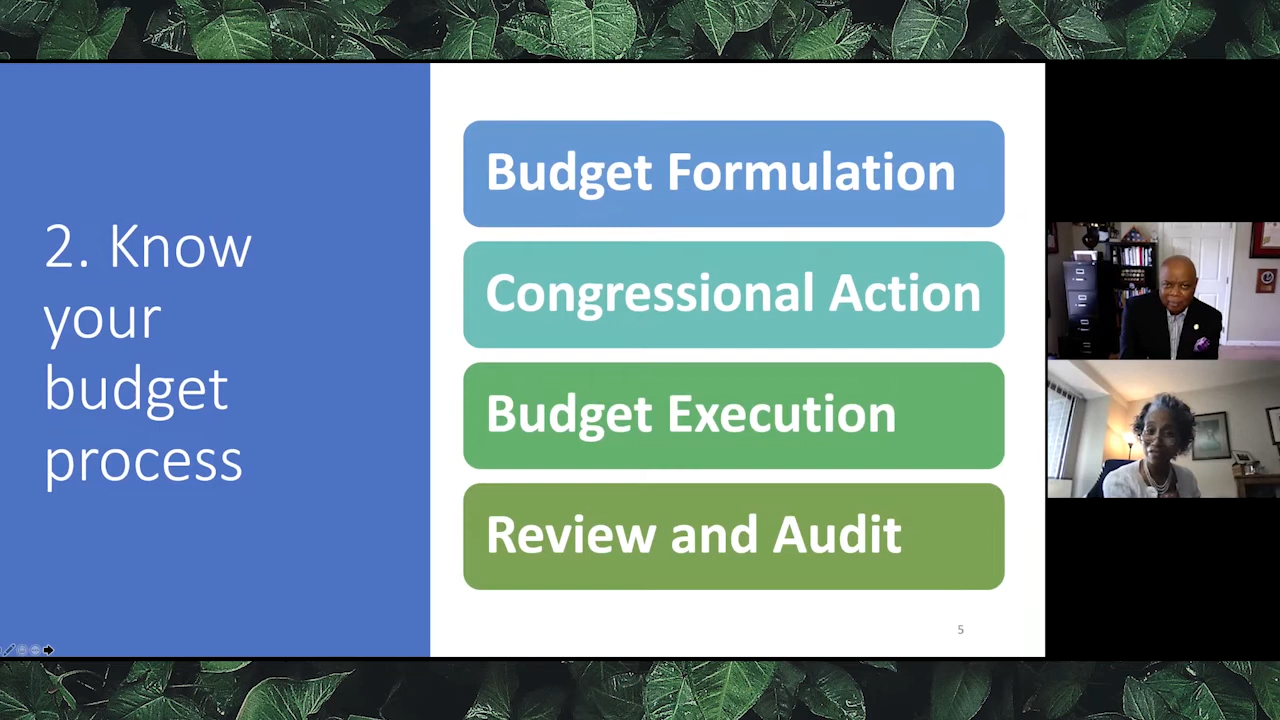 2. Know
your
budget
process
Budget Formulation
Congressional Action
Budget Execution
Review and Audit
5